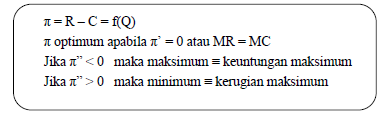 π = R – C = f(Q)
π optimum apabila π’ = 0 atau MR = MC
Jika π” < 0 maka maksimum ≡ keuntungan maksimum
Jika π” > 0 maka minimum ≡ kerugian maksimum